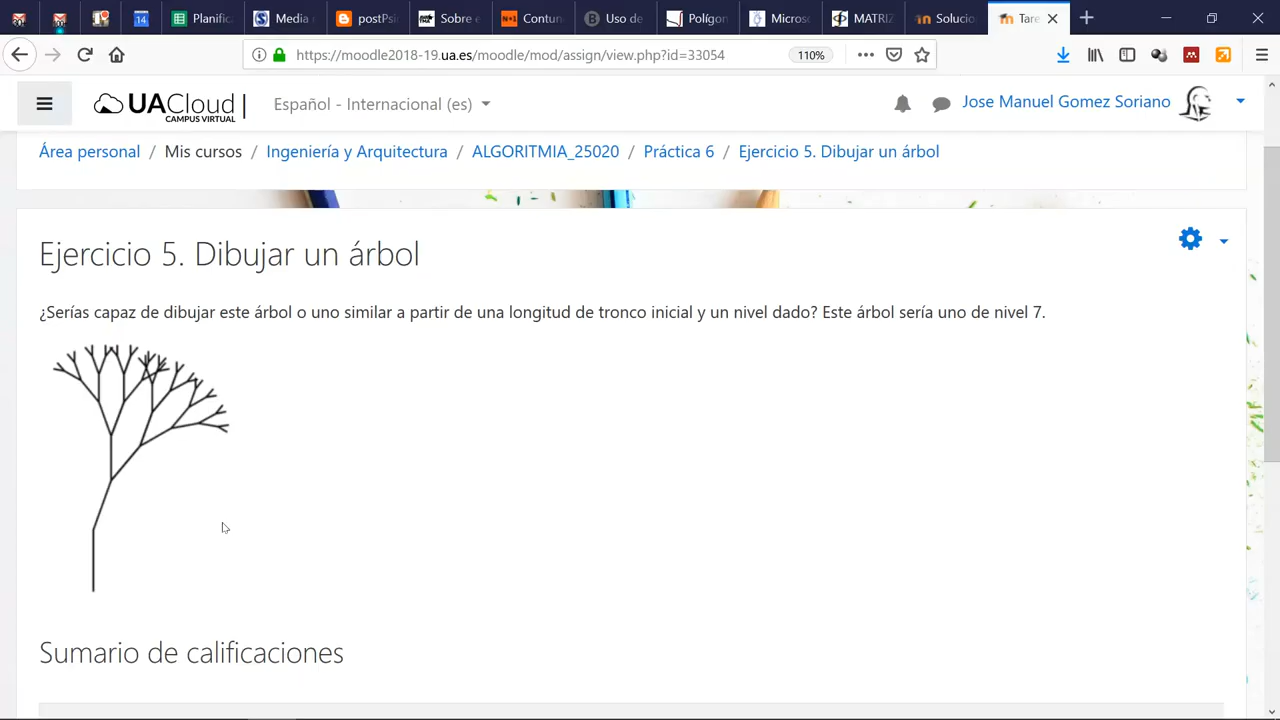 14
Planific
Media
postPsi
Sobre e
N+1 Contun
Uso de
Polígon
Micros
MATRIZ
Solucio
Tare
https://moodle2018-19.ua.es/moodle/mod/assign/view.php?id=33054
110%
UACloud
CAMPUS VIRTUAL
Español - Internacional (es)
Jose Manuel Gomez Soriano
Área personal / Mis cursos / Ingeniería y Arquitectura / ALGORITMIA_25020 / Práctica 6 / Ejercicio 5. Dibujar un árbol
Ejercicio 5. Dibujar un árbol
¿Serías capaz de dibujar este árbol o uno similar a partir de una longitud de tronco inicial y un nivel dado? Este árbol sería uno de nivel 7.
Sumario de calificaciones